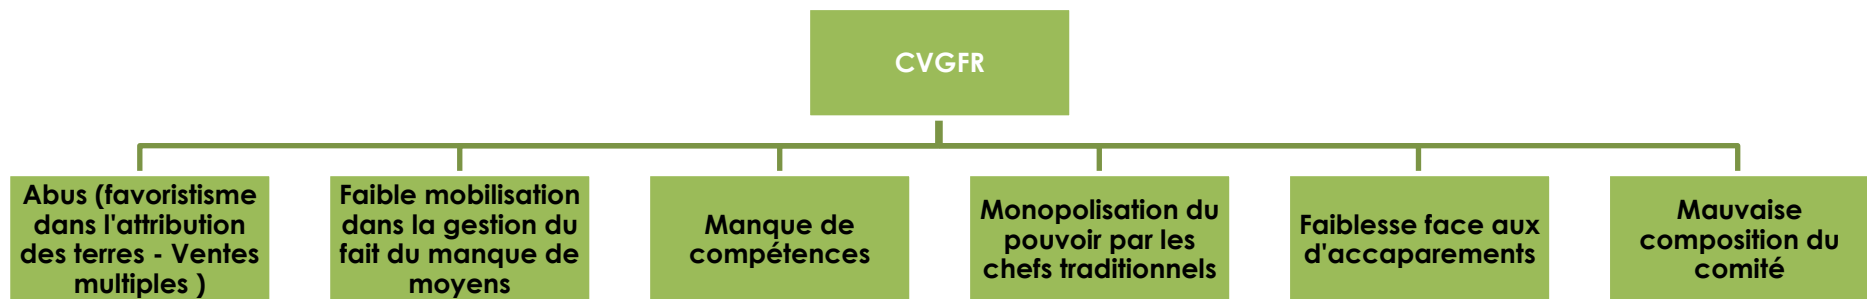 CVGFR
Abus (favoristisme
dans l'attribution
des terres - Ventes
multiples )
Faible mobilisation
dans la gestion du
fait du manque de
moyens
Manque de
compétences
Monopolisation du
pouvoir par les
chefs traditionnels
Faiblesse face aux
d'accaparements
Mauvaise
composition du
comité